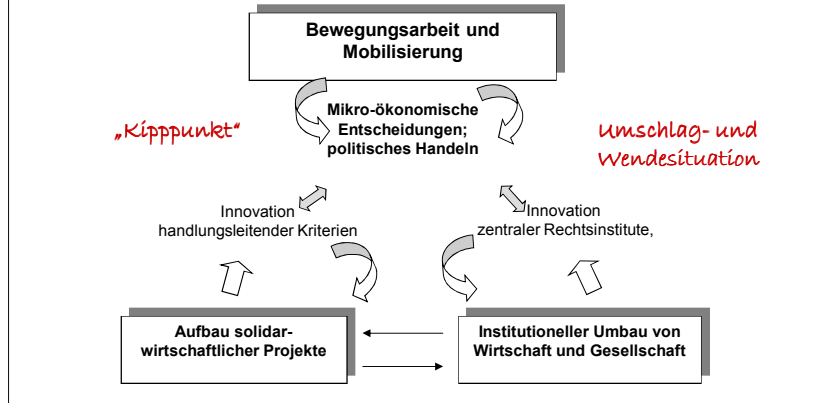 Bewegungsarbeit und
Mobilisierung
Mikro-ökonomische
Entscheidungen;
politisches Handeln
„Kipppunkt“
Umschlag- und
Wendesituation
Innovation
handlungsleitender Kriterien
Innovation
zentraler Rechtsinstitute,
Aufbau solidar-
wirtschaftlicher Projekte
Institutioneller Umbau von
Wirtschaft und Gesellschaft